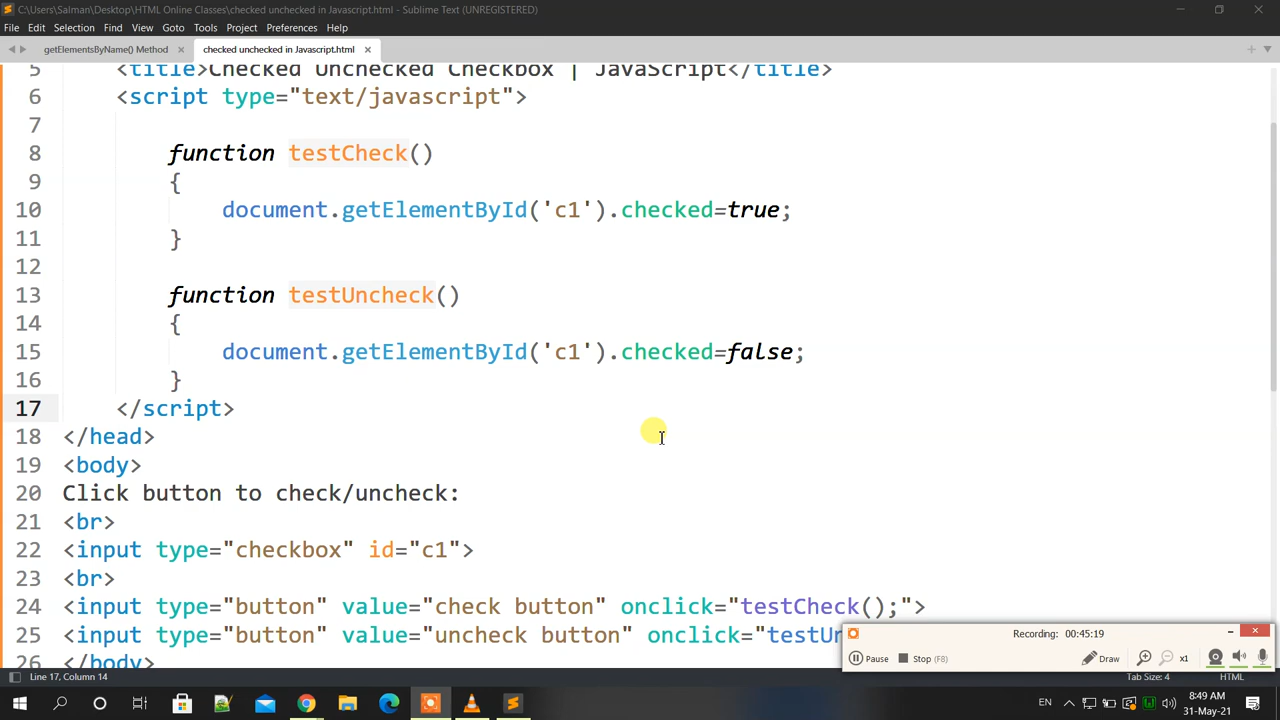 C:\Users\Salman\Desktop\HTML Online Classes\checked unchecked in Javascript.html - Sublime Text (UNREGISTERED)
File Edit Selection Find View Goto Tools Project Preferences Help
getElementsByName() Method × checked unchecked in Javascript.html ×
5 <title>Checked Unchecked Checkbox | JavaScript</title>
6 <script type="text/javascript">
7
8 function testCheck()
9 {
10 document.getElementById('c1').checked=true;
11 }
12
13 function testUncheck()
14 {
15 document.getElementById('c1').checked=false;
16 }
17 </script>
18 </head>
19 <body>
20 Click button to check/uncheck:
21 <br>
22 <input type="checkbox" id="c1">
23 <br>
24 <input type="button" value="check button" onclick="testCheck();">
25 <input type="button" value="uncheck button" onclick="testUn
26 </body>
Recording: 00:45:19
Pause Stop (F8) Draw x1
Line 17, Column 14 Tab Size: 4 HTML
EN 8:49 AM
31-May-21